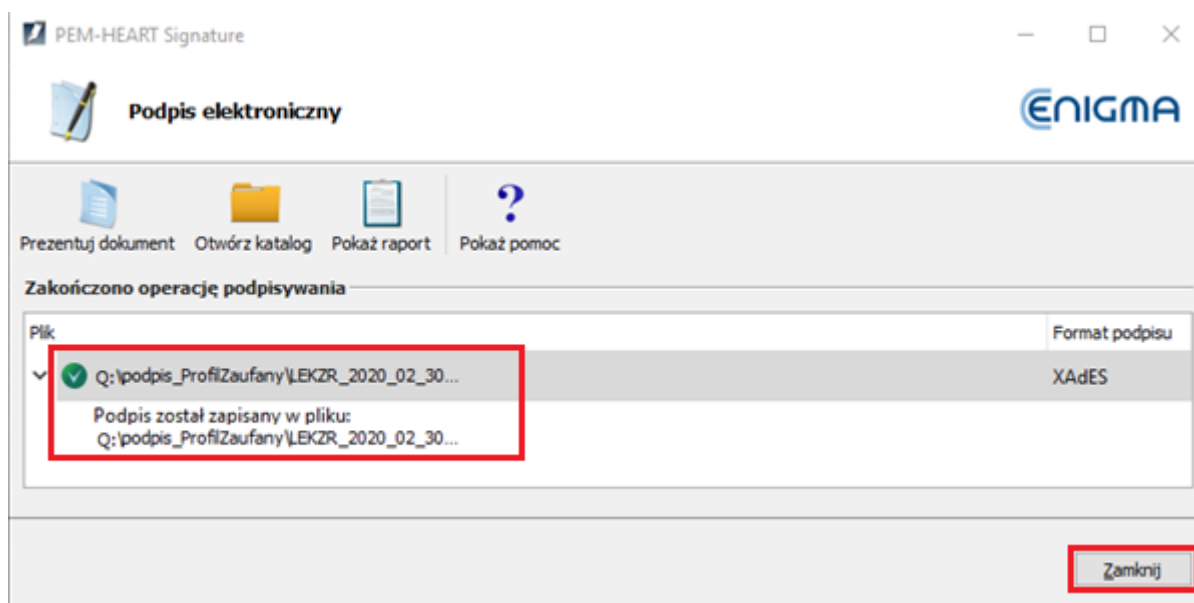 PEM-HEART Signature
Podpis elektroniczny
ENIGMA
Prezentuj dokument Otwórz katalog Pokaż raport Pokaż pomoc
Zakończono operację podpisywania
Plik Format podpisu
Q:\podpis_ProfilZaufany\LEKZR_2020_02_30... XAdES
Podpis został zapisany w pliku:
Q:\podpis_ProfilZaufany\LEKZR_2020_02_30...
Zamknij